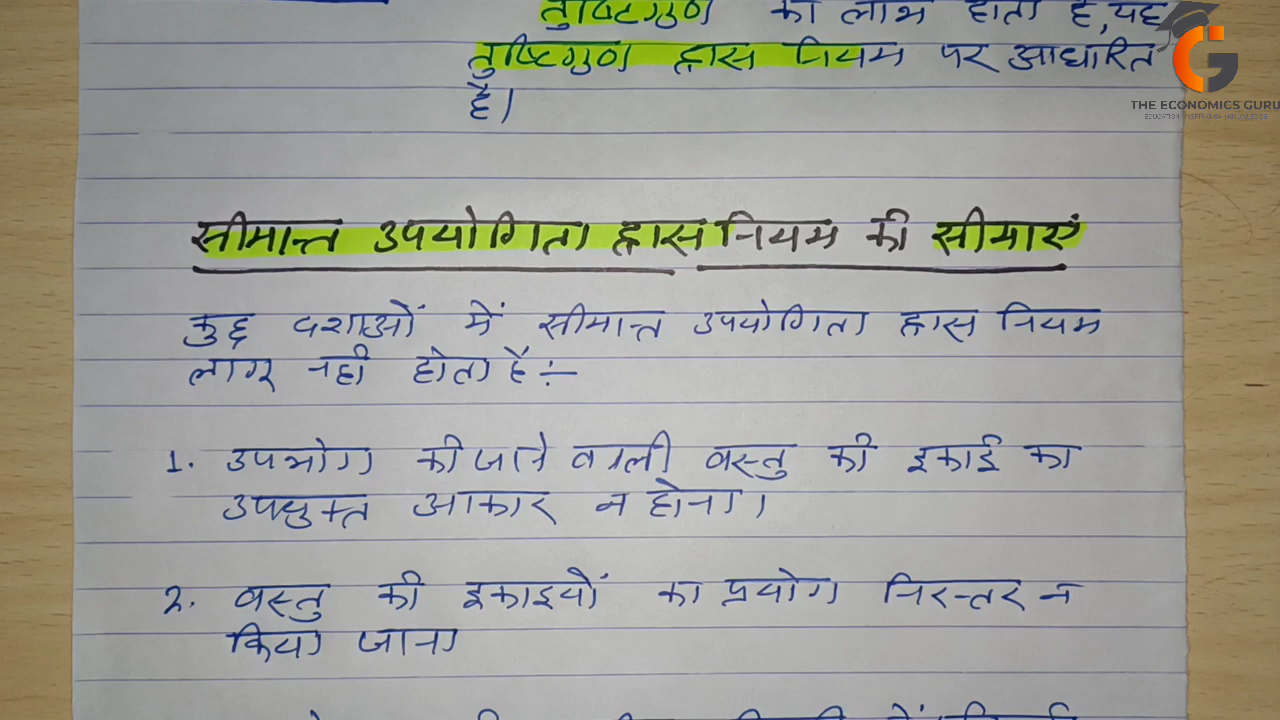 तुष्टिगुण का लाभ होता है, यह
तुष्टिगुण ह्रास नियम पर आधारित
है।
THE ECONOMICS GURU
सीमान्त उपयोगिता ह्रास नियम की सीमाएं
कुछ दशाओं में सीमान्त उपयोगिता ह्रास नियम
लागू नही होता है :-
1. उपभोग की जाने वाली वस्तु की इकाई का
उपयुक्त आकार न होना।
2. वस्तु की इकाइयों का प्रयोग निरन्तर न
किया जाना